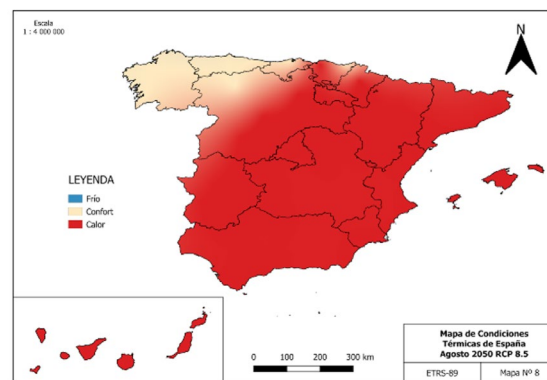 Escala
1 : 4 000 000
N
LEYENDA
Frío
Confort
Calor
0 100 200 300 km
Mapa de Condiciones
Térmicas de España
Agosto 2050 RCP 8.5
ETRS-89 Mapa Nº 8